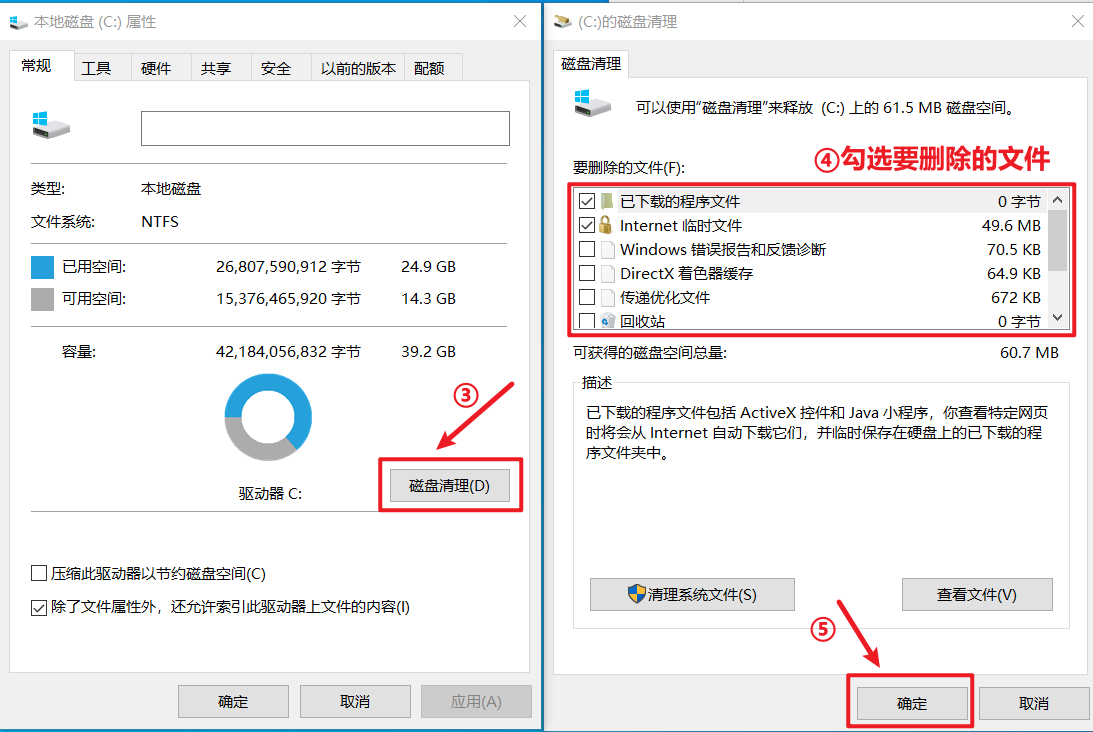 本地磁盘 (C:) 属性
常规 工具 硬件 共享 安全 以前的版本 配额
类型: 本地磁盘
文件系统: NTFS
已用空间: 26,807,590,912 字节 24.9 GB
可用空间: 15,376,465,920 字节 14.3 GB
容量: 42,184,056,832 字节 39.2 GB
③
驱动器 C:
磁盘清理(D)
压缩此驱动器以节约磁盘空间(C)
除了文件属性外，还允许索引此驱动器上文件的内容(I)
确定 取消 应用(A)
(C:)的磁盘清理
磁盘清理
可以使用“磁盘清理”来释放 (C:) 上的 61.5 MB 磁盘空间。
④勾选要删除的文件
要删除的文件(F):
已下载的程序文件 0 字节
Internet 临时文件 49.6 MB
Windows 错误报告和反馈诊断 70.5 KB
DirectX 着色器缓存 64.9 KB
传递优化文件 672 KB
回收站 0 字节
可获得的磁盘空间总量: 60.7 MB
描述
已下载的程序文件包括 ActiveX 控件和 Java 小程序，你查看特定网页
时将会从 Internet 自动下载它们，并临时保存在硬盘上的已下载的程
序文件夹中。
清理系统文件(S) 查看文件(V)
⑤
确定 取消